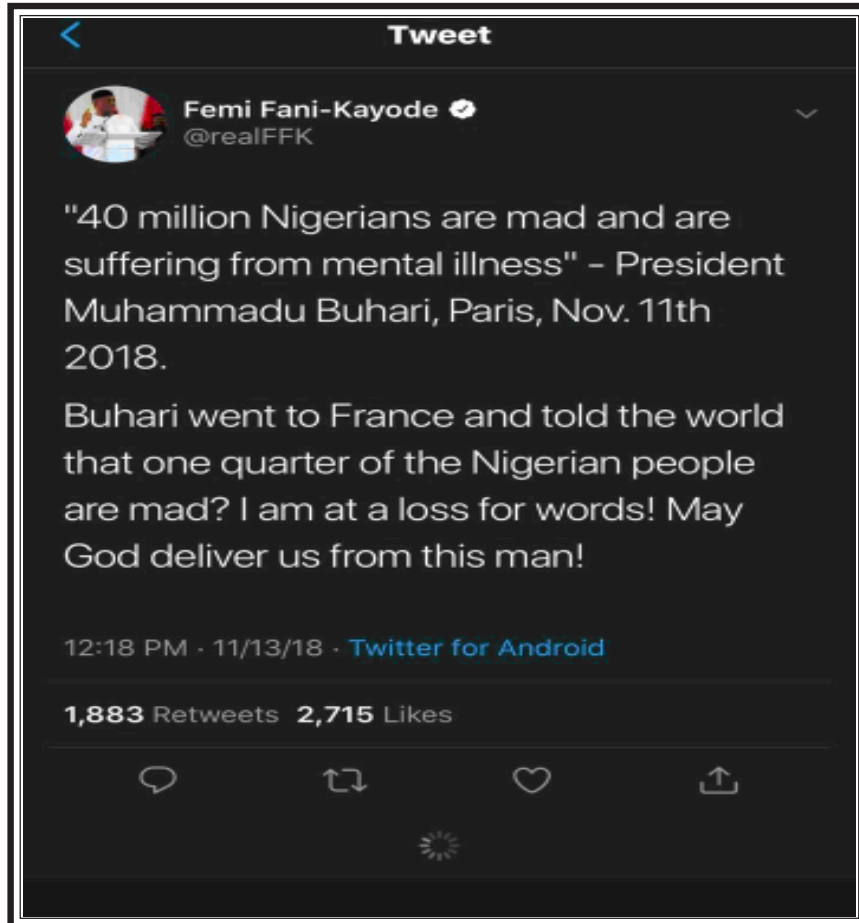 Tweet
Femi Fani-Kayode
@realFFK
"40 million Nigerians are mad and are
suffering from mental illness" - President
Muhammadu Buhari, Paris, Nov. 11th
2018.
Buhari went to France and told the world
that one quarter of the Nigerian people
are mad? I am at a loss for words! May
God deliver us from this man!
12:18 PM · 11/13/18 · Twitter for Android
1,883 Retweets 2,715 Likes